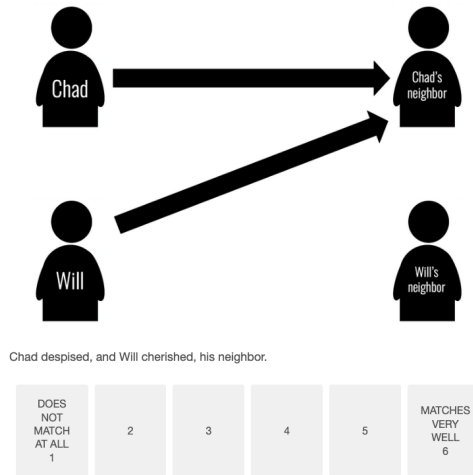 Chad
Chad's
neighbor
Will
Will's
neighbor
Chad despised, and Will cherished, his neighbor.
DOES
NOT
MATCH
AT ALL
1
2
3
4
5
MATCHES
VERY
WELL
6